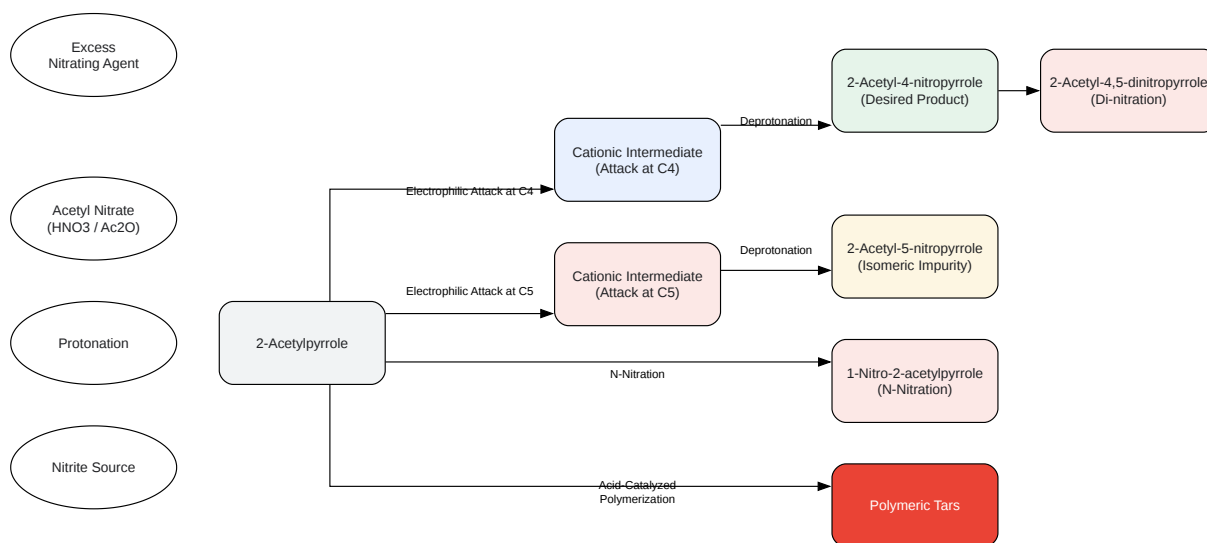 Excess
Nitrating Agent
2-Acetyl-4-nitropyrrole
(Desired Product)
2-Acetyl-4,5-dinitropyrrole
(Di-nitration)
Deprotonation
Cationic Intermediate
(Attack at C4)
Electrophilic Attack at C4
Acetyl Nitrate
(HNO3 / Ac2O)
Deprotonation
2-Acetyl-5-nitropyrrole
(Isomeric Impurity)
Cationic Intermediate
(Attack at C5)
Electrophilic Attack at C5
Protonation
2-Acetylpyrrole
N-Nitration
1-Nitro-2-acetylpyrrole
(N-Nitration)
Nitrite Source
Acid-Catalyzed
Polymerization
Polymeric Tars